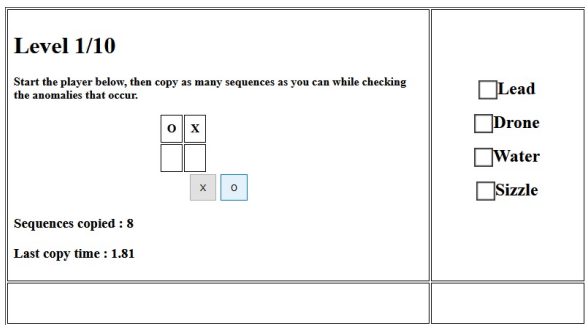 Level 1/10
Start the player below, then copy as many sequences as you can while checking
the anomalies that occur.
O X
x o
Sequences copied : 8
Last copy time : 1.81
Lead
Drone
Water
Sizzle